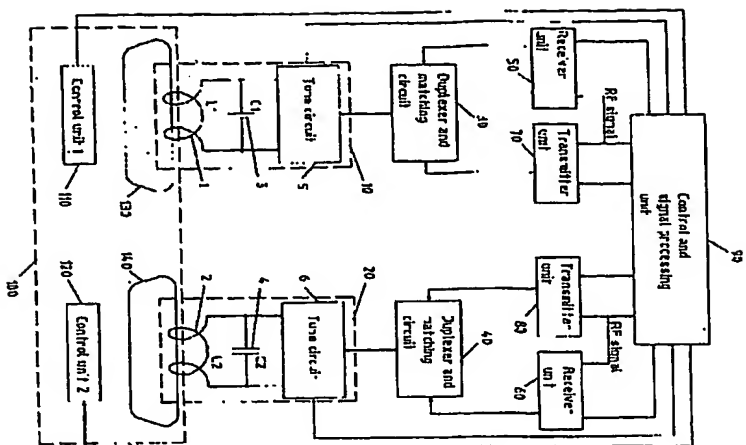 90
Control and
signal processing
unit
Receiver
unit
50
RF signal
Transmitter
unit
70
Transmitter
unit
80
RF signal
Receiver
unit
60
Duplexer and
matching
circuit
30
Duplexer and
matching
circuit
40
Tune circuit
5
10
Tune circuit
6
20
C1
3
C2
4
1
L2
2
130
140
Control unit 1
110
Control unit 2
120
100